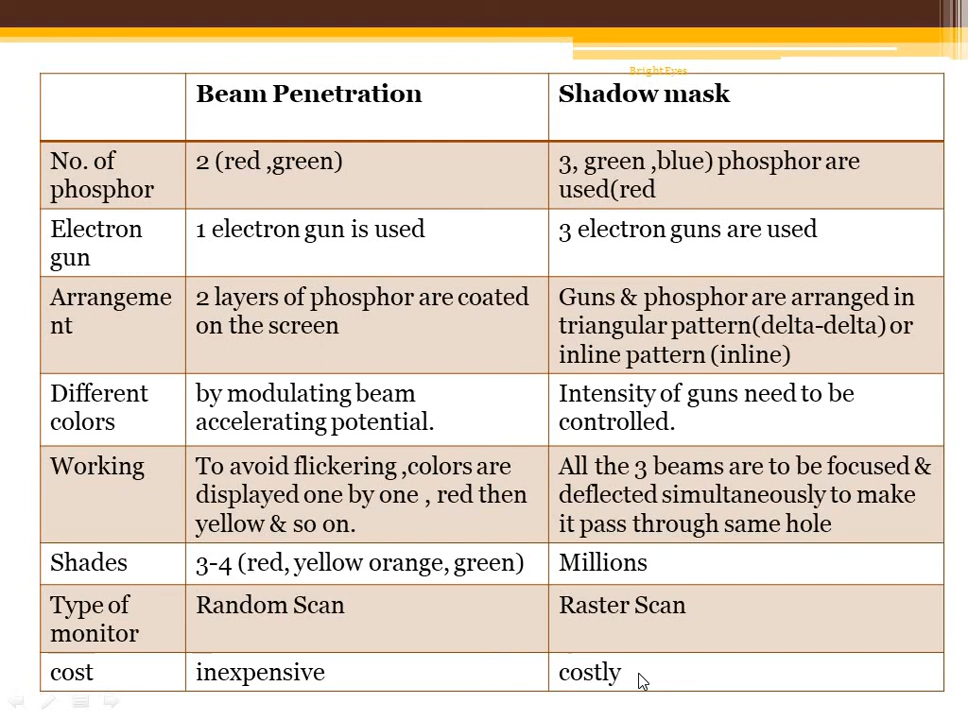 Bright Eyes
Beam Penetration
Shadow mask
No. of
phosphor
2 (red ,green)
3, green ,blue) phosphor are
used(red
Electron
gun
1 electron gun is used
3 electron guns are used
Arrangeme
nt
2 layers of phosphor are coated
on the screen
Guns & phosphor are arranged in
triangular pattern(delta-delta) or
inline pattern (inline)
Different
colors
by modulating beam
accelerating potential.
Intensity of guns need to be
controlled.
Working
To avoid flickering ,colors are
displayed one by one , red then
yellow & so on.
All the 3 beams are to be focused &
deflected simultaneously to make
it pass through same hole
Shades
3-4 (red, yellow orange, green)
Millions
Type of
monitor
Random Scan
Raster Scan
cost
inexpensive
costly